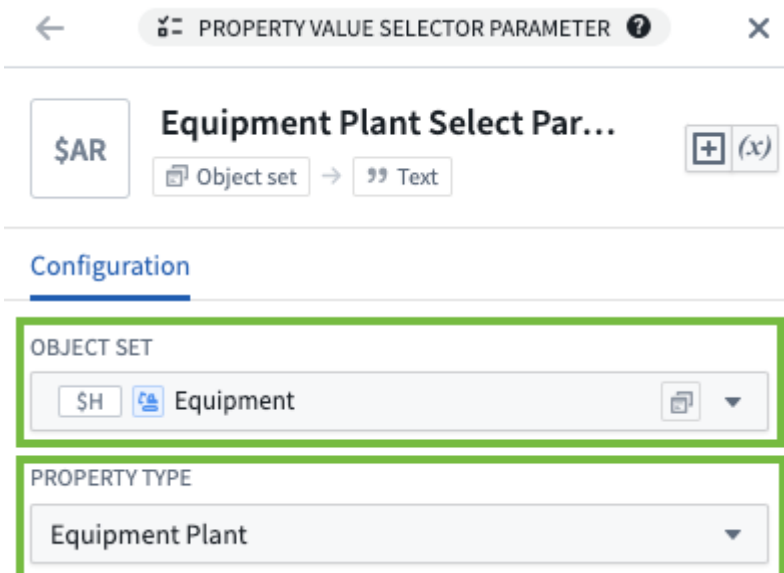 PROPERTY VALUE SELECTOR PARAMETER ?
$AR
Equipment Plant Select Par...
Object set → Text
(x)
Configuration
OBJECT SET
$H Equipment
PROPERTY TYPE
Equipment Plant